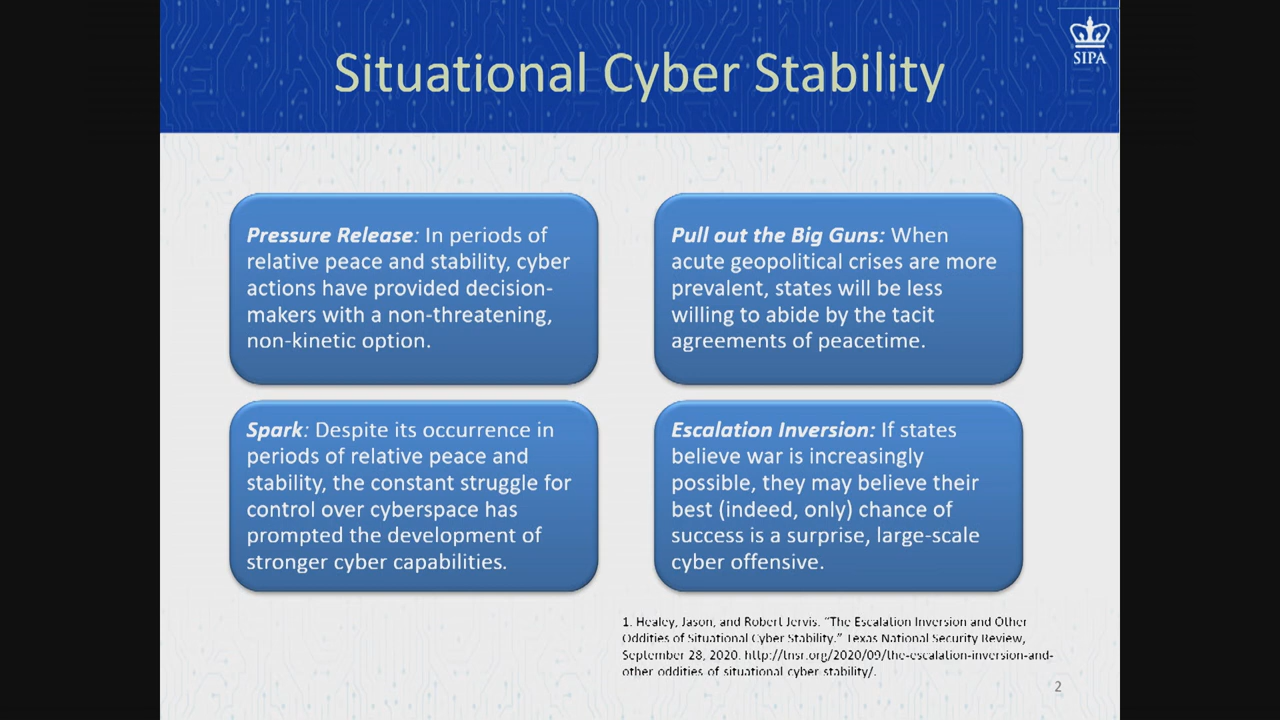 SIPA
Situational Cyber Stability
Pressure Release: In periods of
relative peace and stability, cyber
actions have provided decision-
makers with a non-threatening,
non-kinetic option.
Pull out the Big Guns: When
acute geopolitical crises are more
prevalent, states will be less
willing to abide by the tacit
agreements of peacetime.
Spark: Despite its occurrence in
periods of relative peace and
stability, the constant struggle for
control over cyberspace has
prompted the development of
stronger cyber capabilities.
Escalation Inversion: If states
believe war is increasingly
possible, they may believe their
best (indeed, only) chance of
success is a surprise, large-scale
cyber offensive.
1. Healey, Jason, and Robert Jervis. “The Escalation Inversion and Other
Oddities of Situational Cyber Stability.” Texas National Security Review,
September 28, 2020. http://tnsr.org/2020/09/the-escalation-inversion-and-
other-oddities-of-situational-cyber-stability/.
2